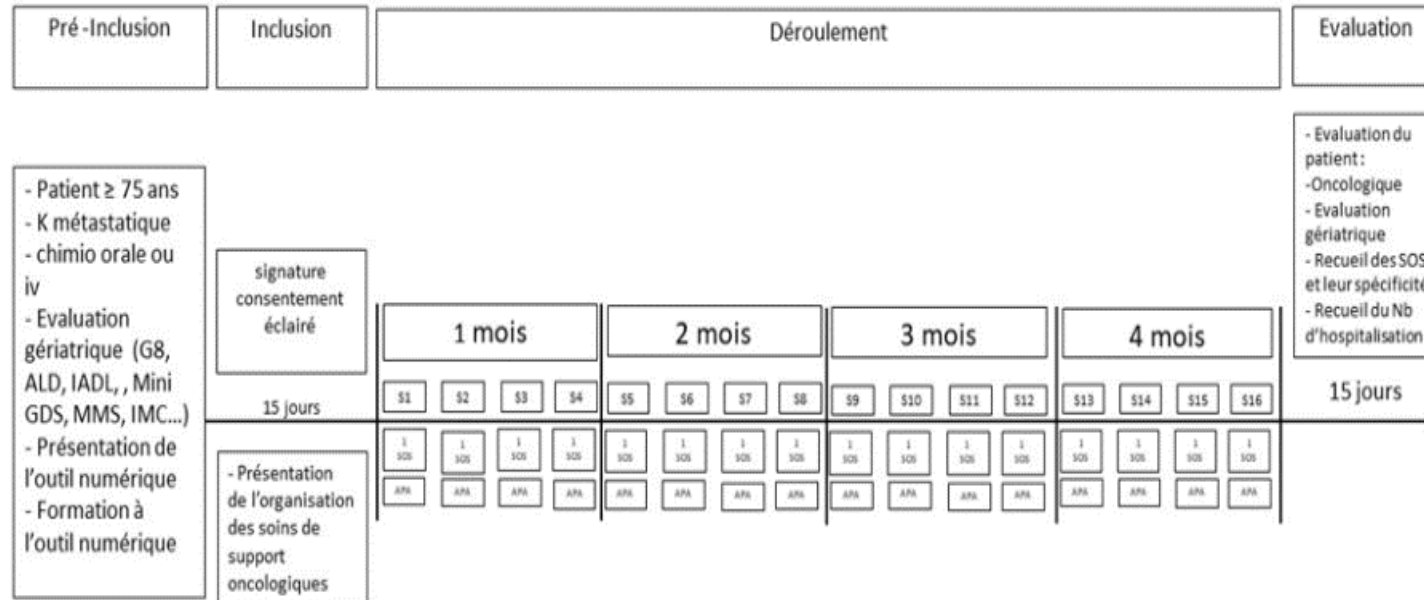 Pré -Inclusion
Inclusion
Déroulement
Evaluation
- Patient ≥ 75 ans
- K métastatique
- chimio orale ou
iv
- Evaluation
gériatrique (G8,
ALD, IADL, , Mini
GDS, MMS, IMC...)
- Présentation de
l'outil numérique
- Formation à
l'outil numérique
signature
consentement
éclairé
15 jours
- Présentation
de l'organisation
des soins de
support
oncologiques
1 mois
2 mois
3 mois
4 mois
S1 S2 S3 S4 S5 S6 S7 S8 S9 S10 S11 S12 S13 S14 S15 S16
1 1 1 1 1 1 1 1 1 1 1 1 1 1 1 1
SOS SOS SOS SOS SOS SOS SOS SOS SOS SOS SOS SOS SOS SOS SOS SOS
APA APA APA APA APA APA APA APA APA APA APA APA APA APA APA APA
- Evaluation du
patient :
-Oncologique
- Evaluation
gériatrique
- Recueil des SOS
et leur spécificité
- Recueil du Nb
d'hospitalisation
15 jours